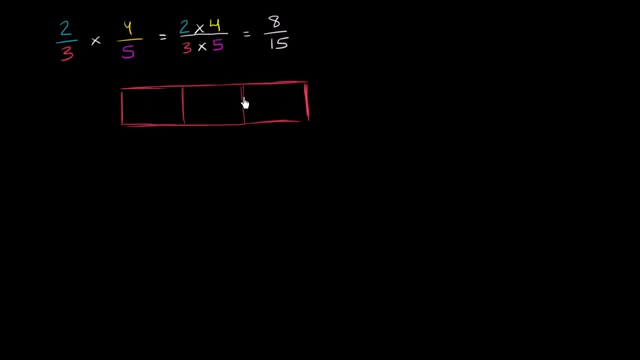 2/3 × 4/5 = 2 × 4 / 3 × 5 = 8/15